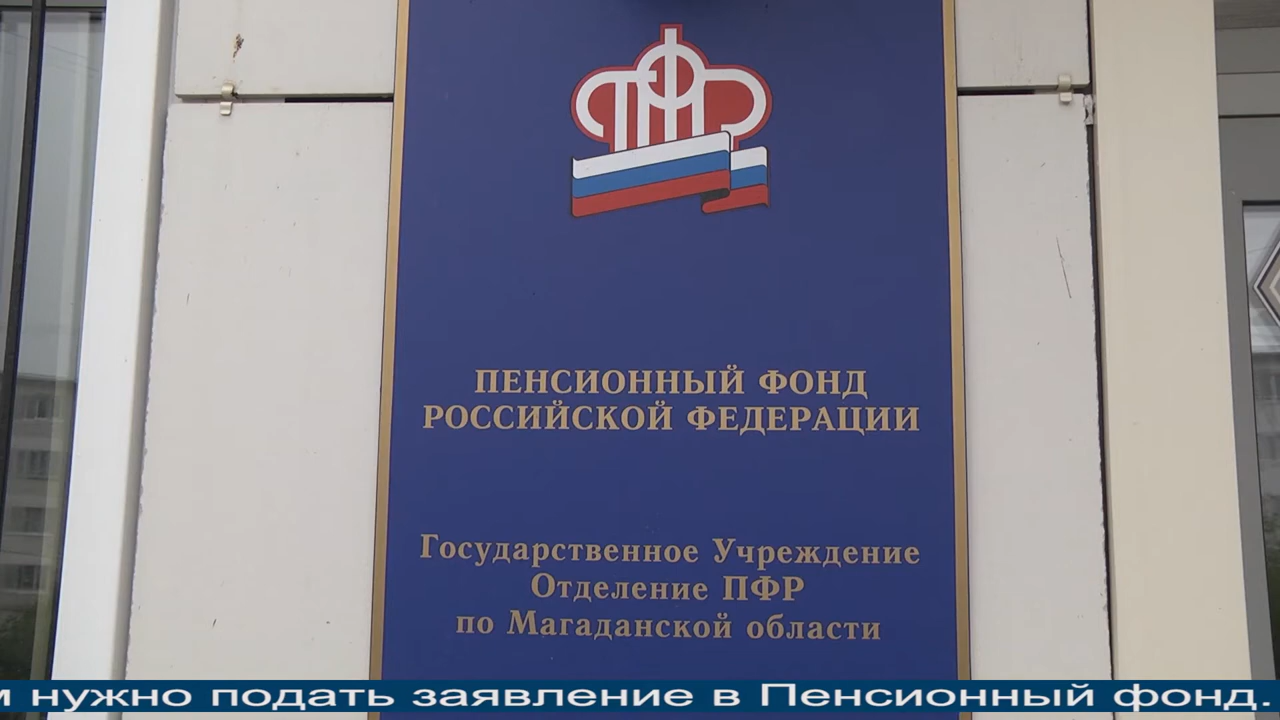 ПФР
ПЕНСИОННЫЙ ФОНД
РОССИЙСКОЙ ФЕДЕРАЦИИ
Государственное Учреждение
Отделение ПФР
по Магаданской области
нужно подать заявление в Пенсионный фонд.